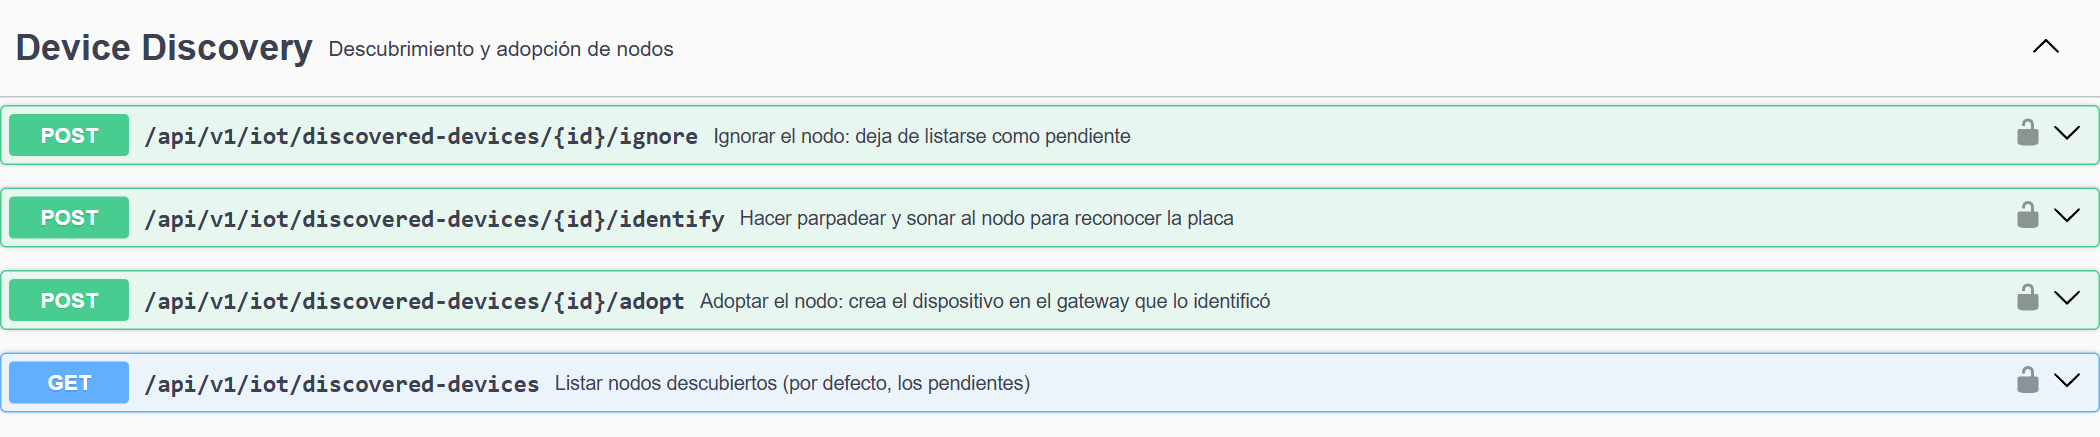 Device Discovery Descubrimiento y adopción de nodos
POST /api/v1/iot/discovered-devices/{id}/ignore Ignorar el nodo: deja de listarse como pendiente
POST /api/v1/iot/discovered-devices/{id}/identify Hacer parpadear y sonar al nodo para reconocer la placa
POST /api/v1/iot/discovered-devices/{id}/adopt Adoptar el nodo: crea el dispositivo en el gateway que lo identificó
GET /api/v1/iot/discovered-devices Listar nodos descubiertos (por defecto, los pendientes)